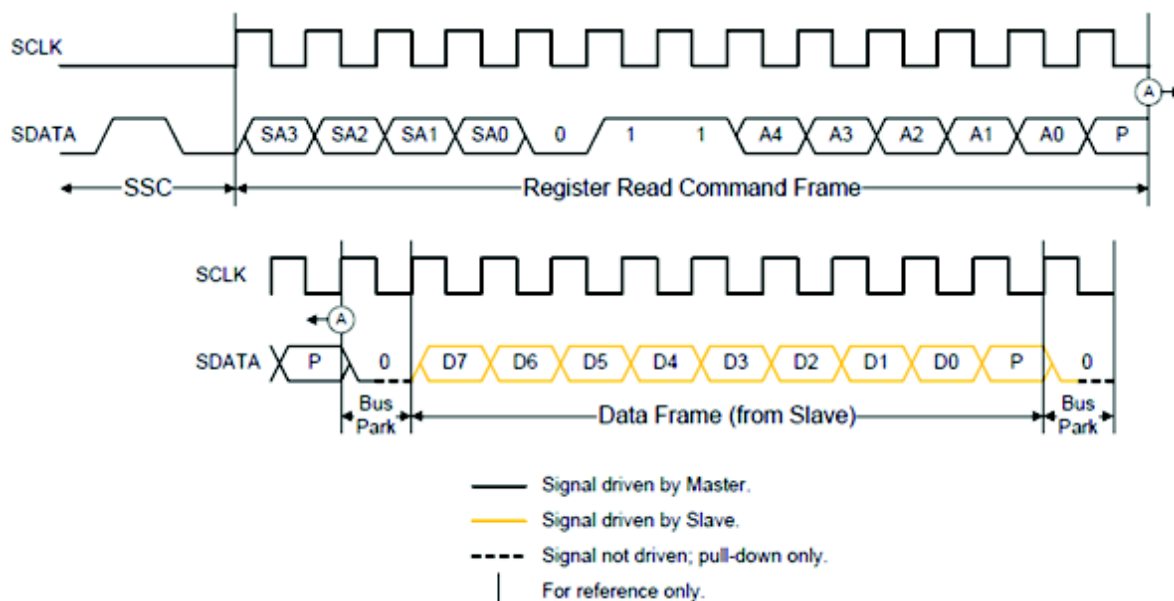 SCLK
A
SDATA SA3 SA2 SA1 SA0 0 1 1 A4 A3 A2 A1 A0 P
SSC Register Read Command Frame
SCLK
A
SDATA P 0 D7 D6 D5 D4 D3 D2 D1 D0 P 0
Bus Park Data Frame (from Slave) Bus Park
Signal driven by Master.
Signal driven by Slave.
Signal not driven; pull-down only.
For reference only.